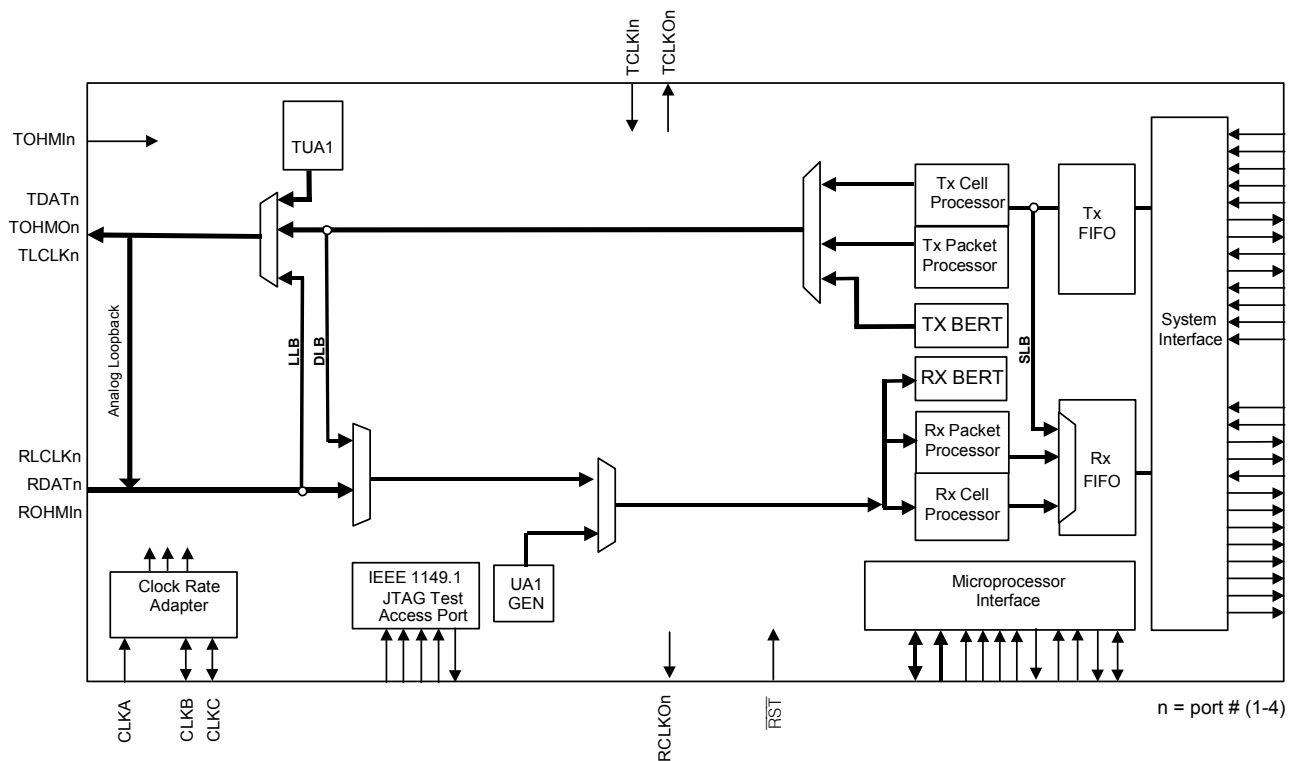 TCLKIn
TCLKOn
TOHMIn
TUA1
TDATn
TOHMOn
TLCLKn
Tx Cell
Processor
Tx Packet
Processor
TX BERT
Tx
FIFO
System
Interface
Analog Loopback
LLB
DLB
SLB
RX BERT
Rx Packet
Processor
Rx Cell
Processor
Rx
FIFO
RLCLKn
RDATn
ROHMIn
Clock Rate
Adapter
IEEE 1149.1
JTAG Test
Access Port
UA1
GEN
Microprocessor
Interface
CLKA
CLKB
CLKC
RCLKOn
RST
n = port # (1-4)